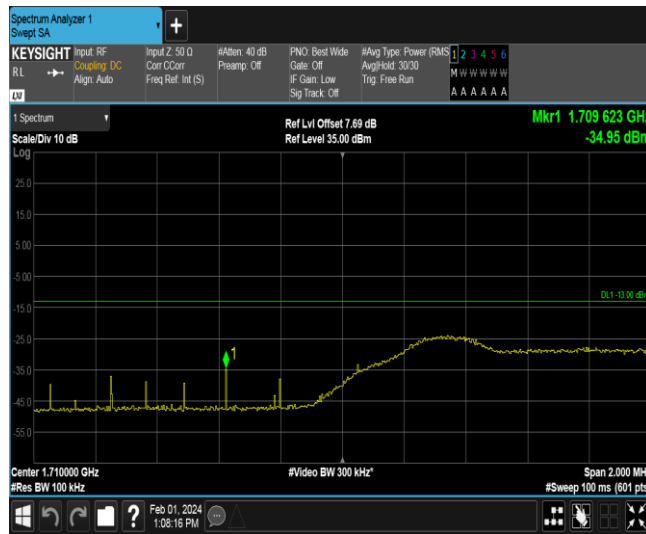 Spectrum Analyzer 1
Swept SA
KEYSIGHT
RL
LXI
Input: RF
Coupling: DC
Align: Auto
Input Z: 50 Ω
Corr CCorr
Freq Ref: Int (S)
#Atten: 40 dB
Preamp: Off
PNO: Best Wide
Gate: Off
IF Gain: Low
Sig Track: Off
#Avg Type: Power (RMS
Avg|Hold: 30/30
Trig: Free Run
1 2 3 4 5 6
M W W W W W
A A A A A A
1 Spectrum
Scale/Div 10 dB
Log
Ref Lvl Offset 7.69 dB
Ref Level 35.00 dBm
Mkr1 1.709 623 GHz
-34.95 dBm
25.0
15.0
5.00
-5.00
DL1 -13.00 dBm
-15.0
-25.0
1
-35.0
-45.0
-55.0
Center 1.710000 GHz
#Res BW 100 kHz
#Video BW 300 kHz*
Span 2.000 MH
#Sweep 100 ms (601 pts
Feb 01, 2024
1:08:16 PM